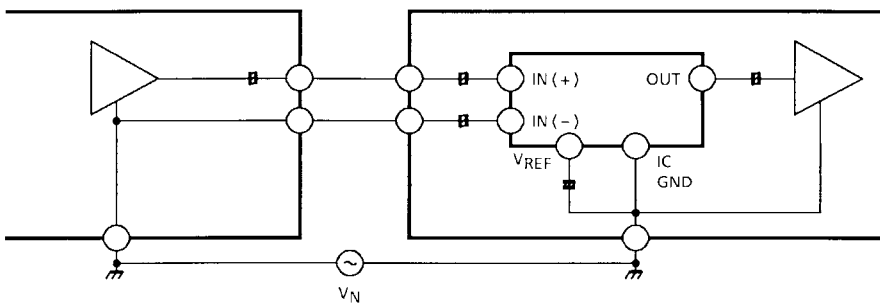 IN (+)
OUT
IN (−)
VREF
IC
GND
VN